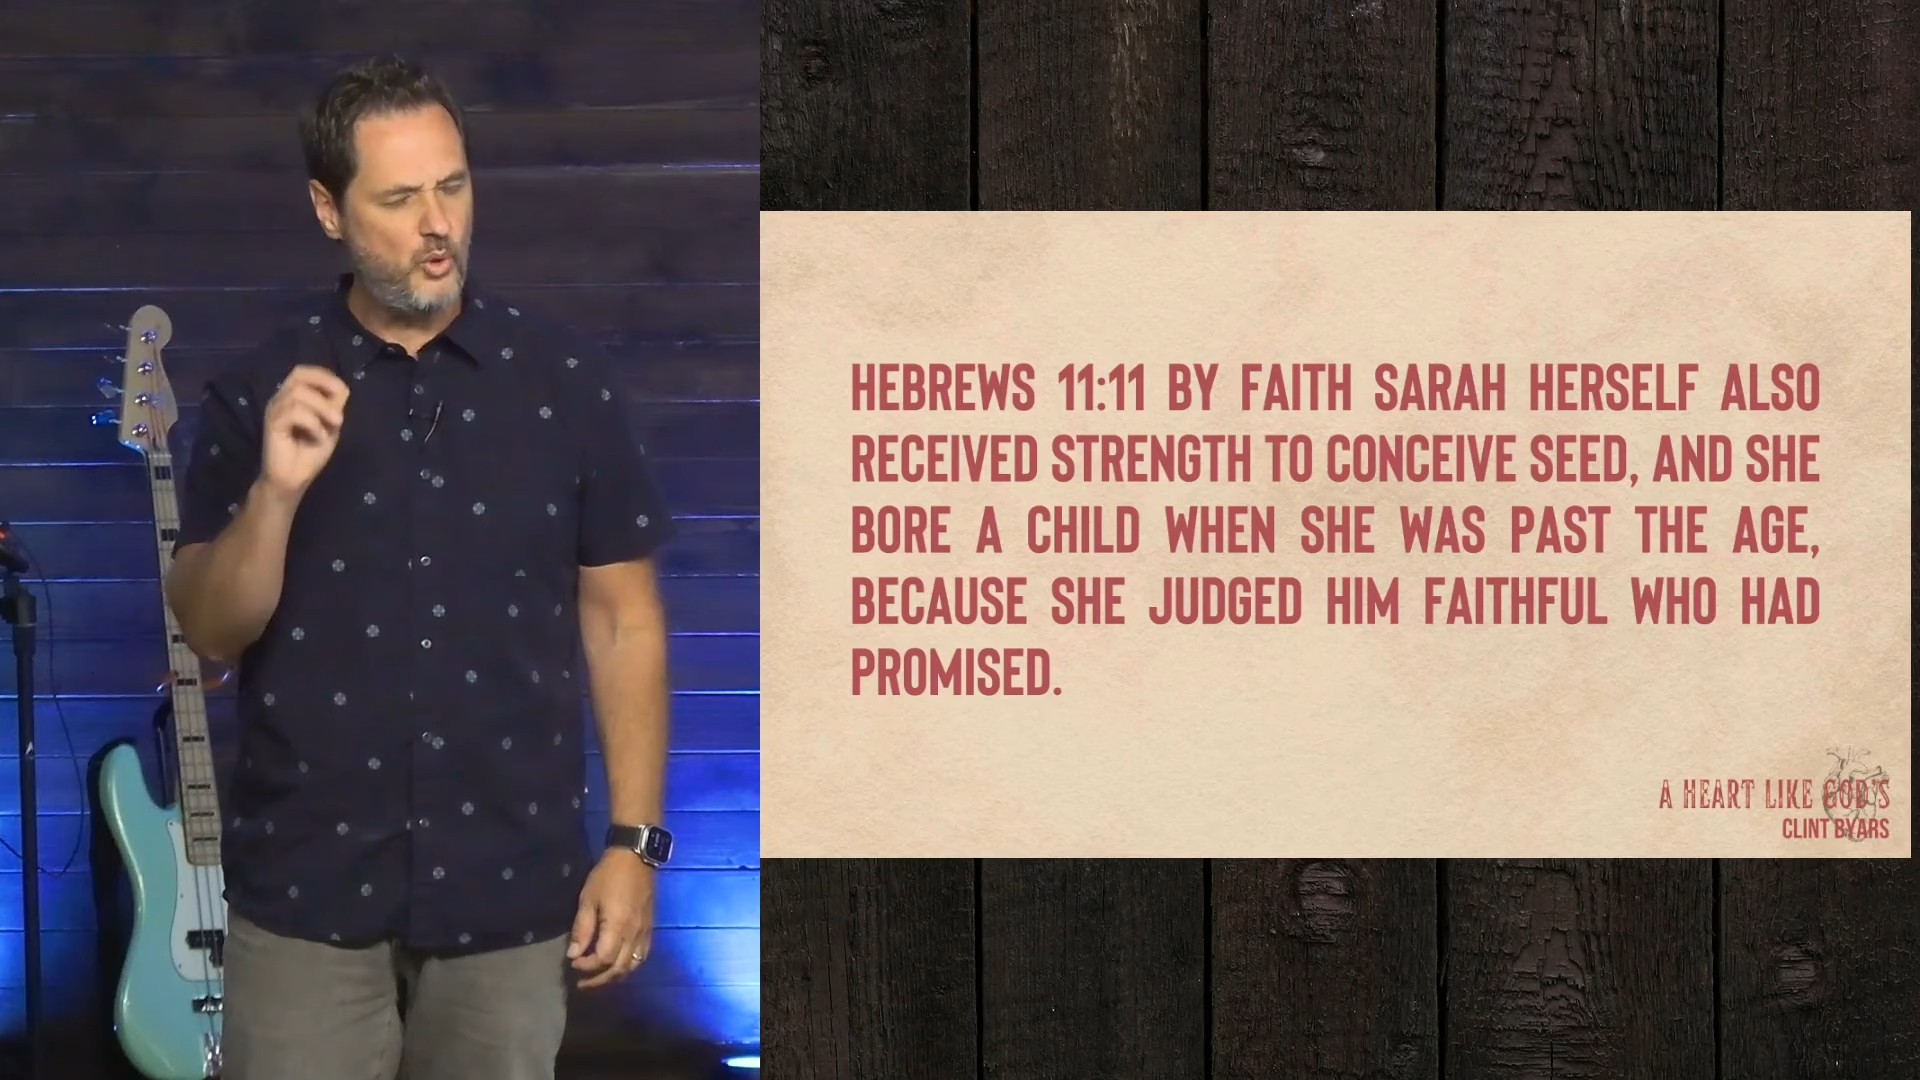 HEBREWS 11:11 BY FAITH SARAH HERSELF ALSO
RECEIVED STRENGTH TO CONCEIVE SEED, AND SHE
BORE A CHILD WHEN SHE WAS PAST THE AGE,
BECAUSE SHE JUDGED HIM FAITHFUL WHO HAD
PROMISED.
A HEART LIKE GOD'S
CLINT BYARS